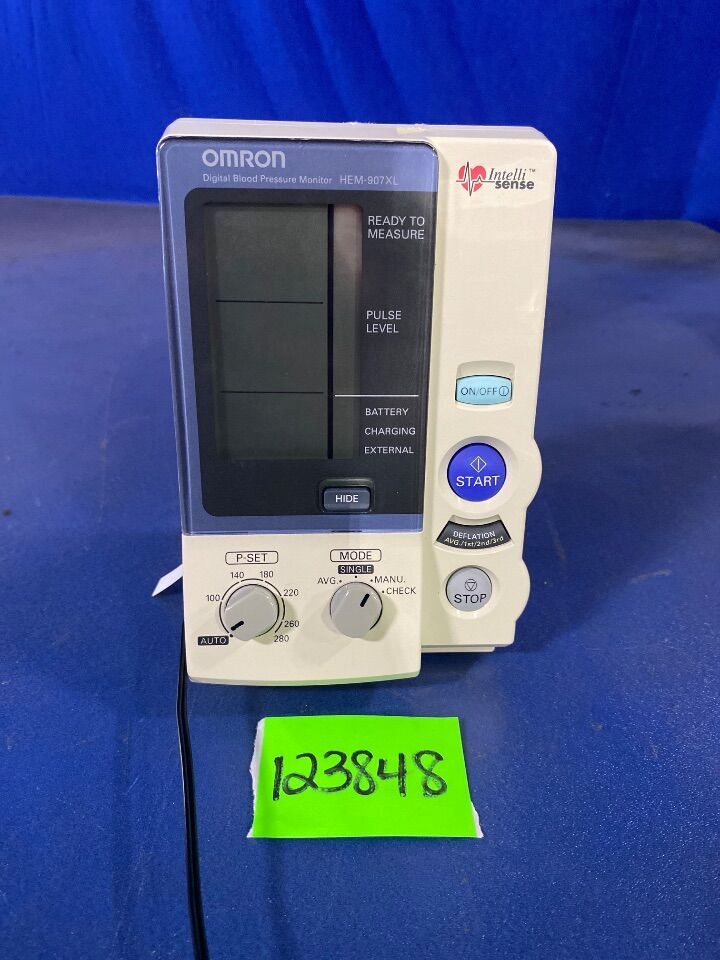 OMRON
Digital Blood Pressure Monitor HEM-907XL
Intelli™
sense
READY TO
MEASURE
PULSE
LEVEL
BATTERY
CHARGING
EXTERNAL
HIDE
ON/OFF
START
DEFLATION
AVG./1st/2nd/3rd
STOP
P-SET
AUTO
100
140
180
220
260
280
MODE
SINGLE
AVG.
MANU.
CHECK
123848